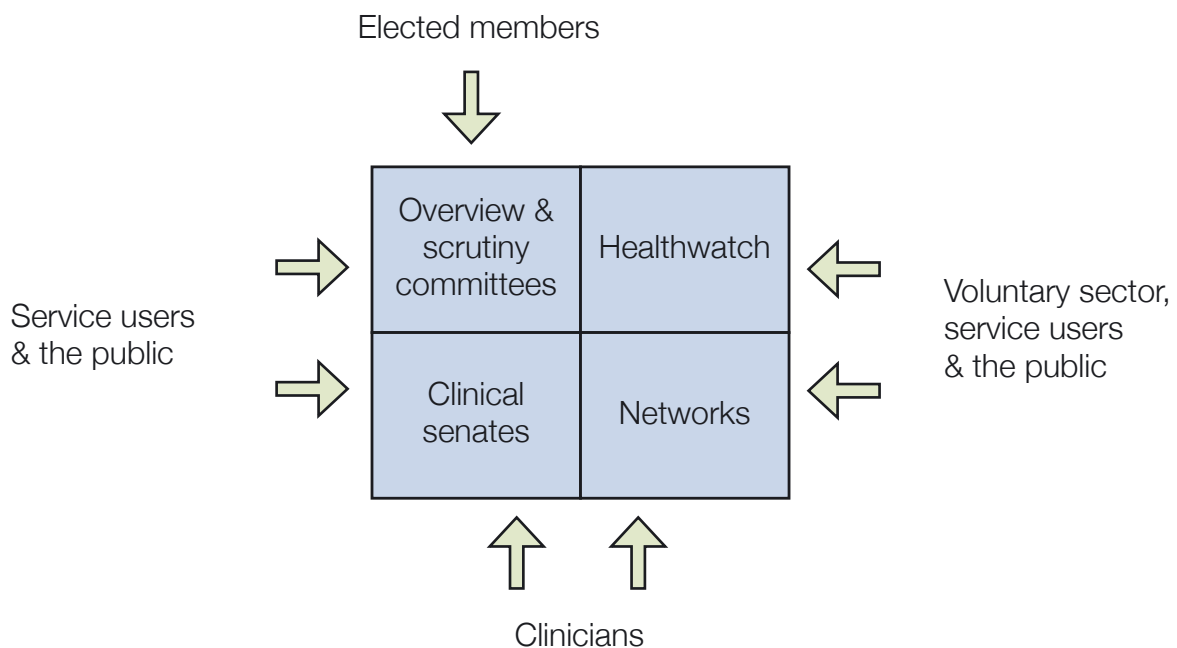 Elected members
Overview &
scrutiny
committees
Healthwatch
Service users
& the public
Voluntary sector,
service users
& the public
Clinical
senates
Networks
Clinicians